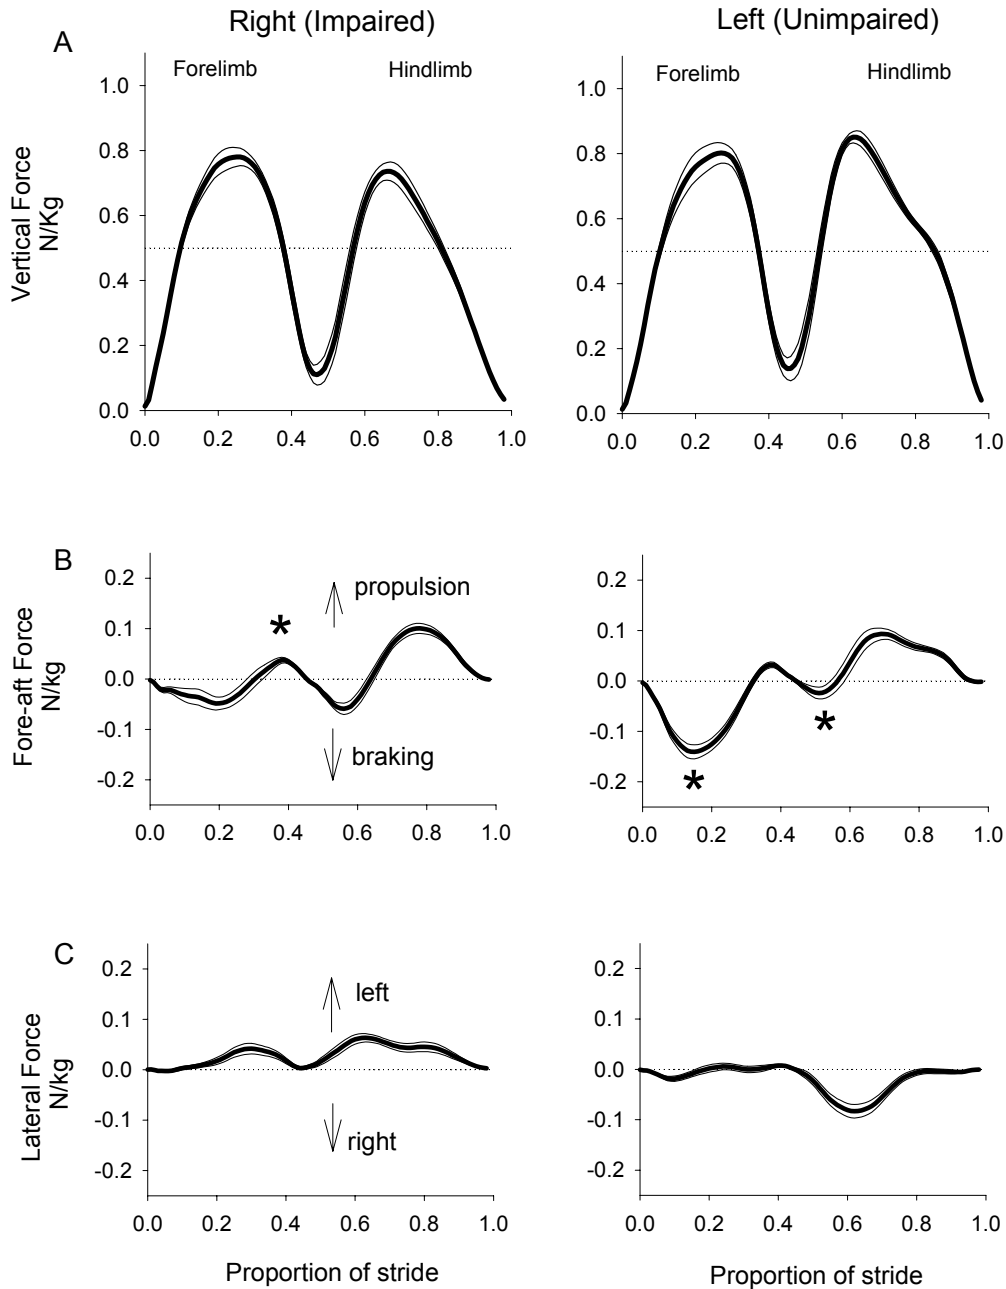 Right (Impaired)
Left (Unimpaired)
A
Forelimb
Hindlimb
Forelimb
Hindlimb
Vertical Force
N/Kg
1.0
0.8
0.6
0.4
0.2
0.0
0.0 0.2 0.4 0.6 0.8 1.0
1.0
0.8
0.6
0.4
0.2
0.0
0.0 0.2 0.4 0.6 0.8 1.0
B
Fore-aft Force
N/kg
0.2
0.1
0.0
-0.1
-0.2
*
propulsion
braking
0.0 0.2 0.4 0.6 0.8 1.0
0.2
0.1
0.0
-0.1
-0.2
*
*
0.0 0.2 0.4 0.6 0.8 1.0
C
Lateral Force
N/kg
0.2
0.1
0.0
-0.1
-0.2
left
right
0.0 0.2 0.4 0.6 0.8 1.0
Proportion of stride
0.2
0.1
0.0
-0.1
-0.2
0.0 0.2 0.4 0.6 0.8 1.0
Proportion of stride